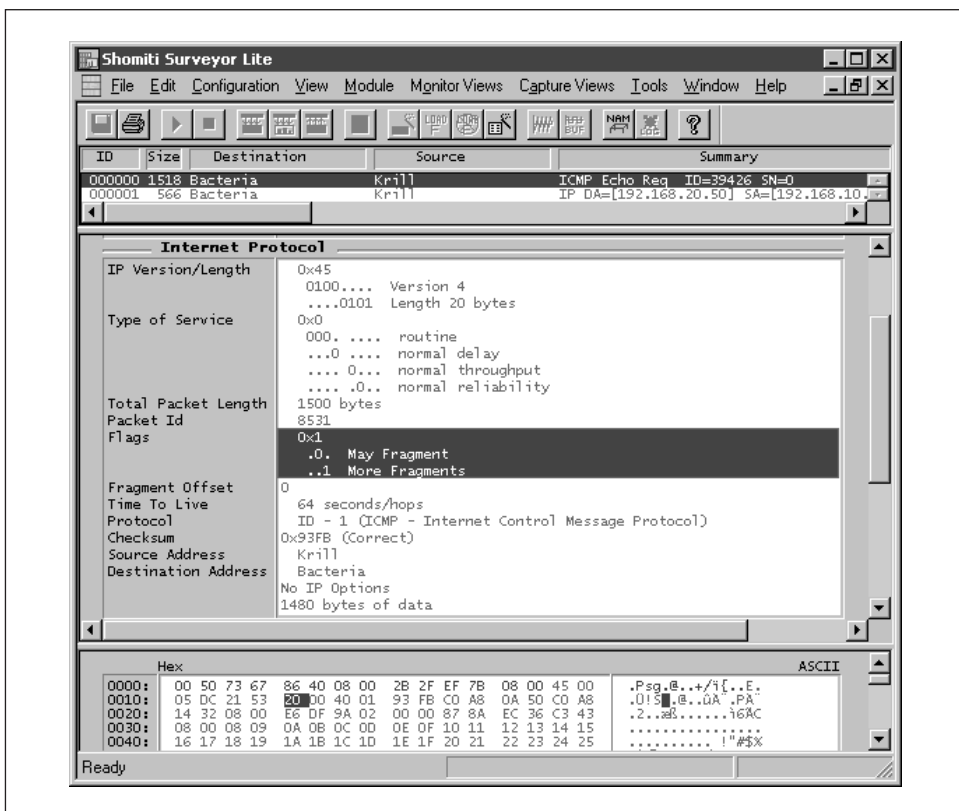 Shomiti Surveyor Lite
File Edit Configuration View Module Monitor Views Capture Views Tools Window Help
NAM
ID Size Destination Source Summary
000000 1518 Bacteria Krill ICMP Echo Req ID=39426 SN=0
000001 566 Bacteria Krill IP DA=[192.168.20.50] SA=[192.168.10.
Internet Protocol
IP Version/Length 0x45
0100.... Version 4
....0101 Length 20 bytes
Type of Service 0x0
000. .... routine
...0 .... normal delay
.... 0... normal throughput
.... .0.. normal reliability
Total Packet Length 1500 bytes
Packet Id 8531
Flags 0x1
.0. May Fragment
..1 More Fragments
Fragment Offset 0
Time To Live 64 seconds/hops
Protocol ID - 1 (ICMP - Internet Control Message Protocol)
Checksum 0x93FB (Correct)
Source Address Krill
Destination Address Bacteria
No IP Options
1480 bytes of data
Hex ASCII
0000: 00 50 73 67 86 40 08 00 2B 2F EF 7B 08 00 45 00 .Psg.@..+/ï{..E.
0010: 05 DC 21 53 20 00 40 01 93 FB C0 A8 0A 50 C0 A8
0020: 14 32 08 00 E6 DF 9A 02 00 00 87 8A EC 36 C3 43 .2..æß......ì6ÃC
0030: 08 00 08 09 0A 0B 0C 0D 0E 0F 10 11 12 13 14 15 ................
0040: 16 17 18 19 1A 1B 1C 1D 1E 1F 20 21 22 23 24 25 .......... !"#$%
Ready